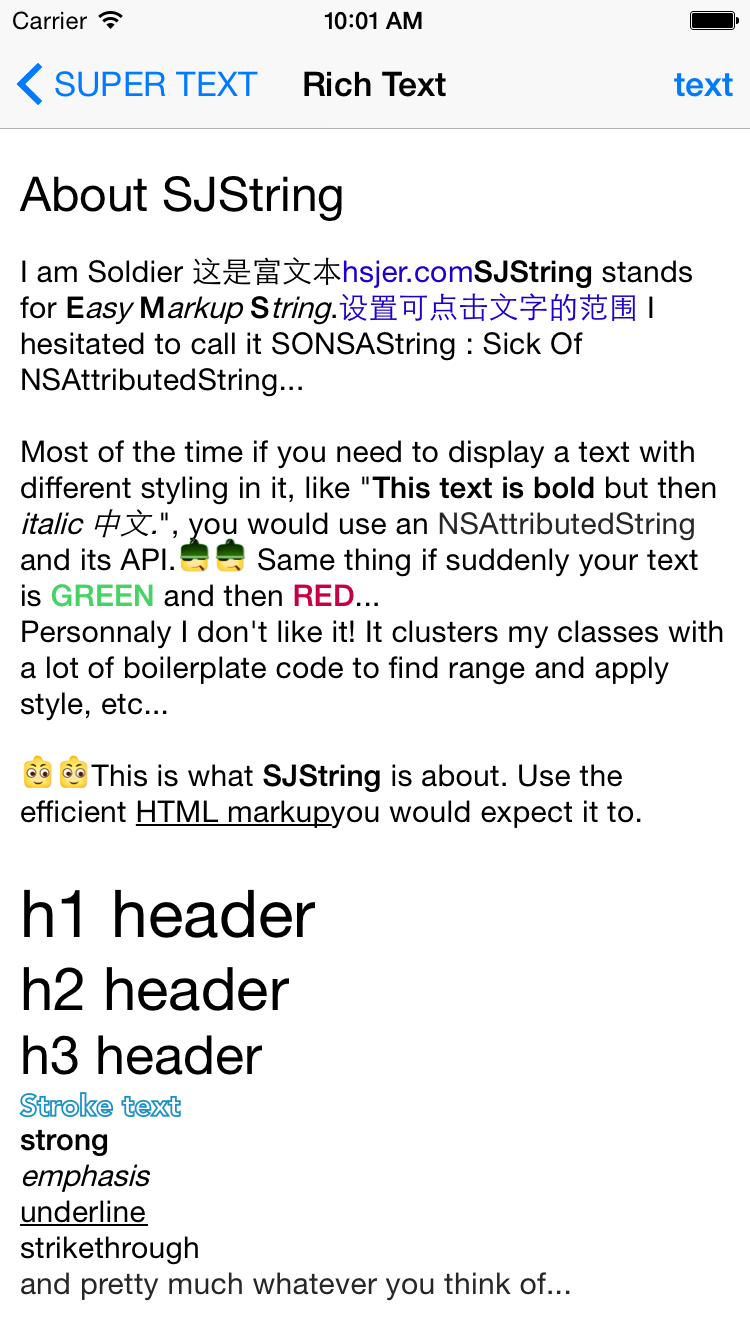 Carrier 10:01 AM
SUPER TEXT Rich Text text
About SJString
I am Soldier 这是富文本hsjer.comSJString stands
for Easy Markup String.设置可点击文字的范围 I
hesitated to call it SONSAString : Sick Of
NSAttributedString...
Most of the time if you need to display a text with
different styling in it, like "This text is bold but then
italic 中文.", you would use an NSAttributedString
and its API. Same thing if suddenly your text
is GREEN and then RED...
Personnaly I don't like it! It clusters my classes with
a lot of boilerplate code to find range and apply
style, etc...
This is what SJString is about. Use the
efficient HTML markupyou would expect it to.
h1 header
h2 header
h3 header
Stroke text
strong
emphasis
underline
strikethrough
and pretty much whatever you think of...